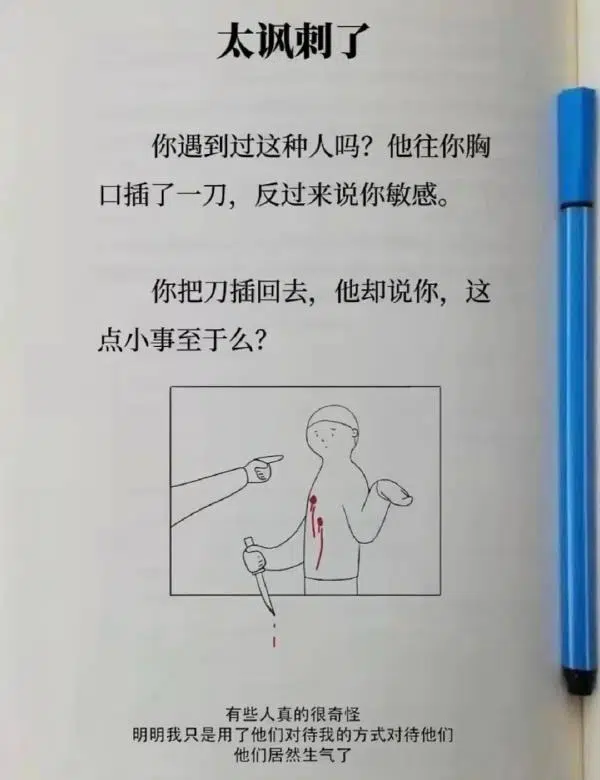 太讽刺了
你遇到过这种人吗？他往你胸
口插了一刀，反过来说你敏感。
你把刀插回去，他却说你，这
点小事至于么？
有些人真的很奇怪
明明我只是用了他们对待我的方式对待他们
他们居然生气了